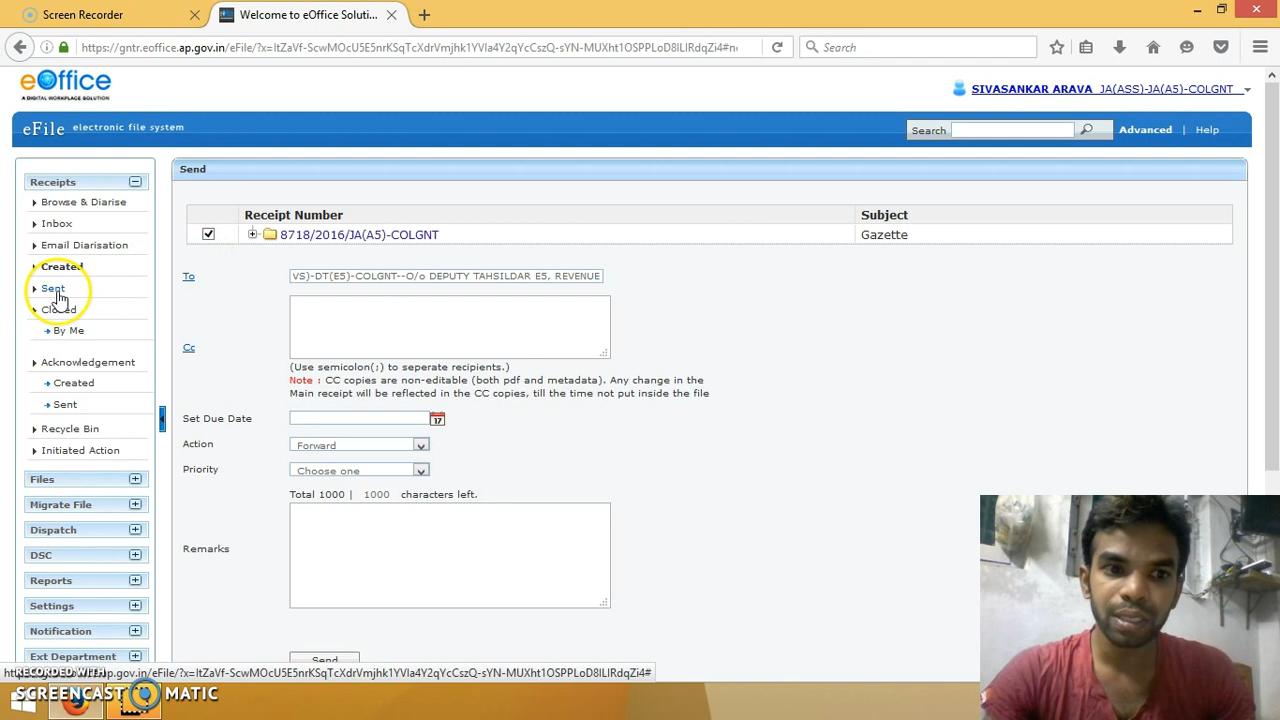 Screen Recorder
Welcome to eOffice Soluti...
https://gntr.eoffice.ap.gov.in/eFile/?x=
Search
eOffice
A DIGITAL WORKPLACE SOLUTION
SIVASANKAR ARAVA JA(ASS)-JA(A5)-COLGNT
eFile electronic file system
Search
Advanced | Help
Receipts
Browse & Diarise
Inbox
Email Diarisation
Created
Sent
Closed
By Me
Acknowledgement
Created
Sent
Recycle Bin
Initiated Action
Files
Migrate File
Dispatch
DSC
Reports
Settings
Notification
Ext Department
Send
Receipt Number Subject
8718/2016/JA(A5)-COLGNT Gazette
To VS)-DT(E5)-COLGNT--O/o DEPUTY TAHSILDAR E5, REVENUE
Cc
(Use semicolon(;) to seperate recipients.)
Note : CC copies are non-editable (both pdf and metadata). Any change in the
Main receipt will be reflected in the CC copies, till the time not put inside the file
Set Due Date 17
Action Forward
Priority Choose one
Total 1000 | 1000 characters left.
Remarks
Send
RECORDED WITH
SCREENCAST MATIC